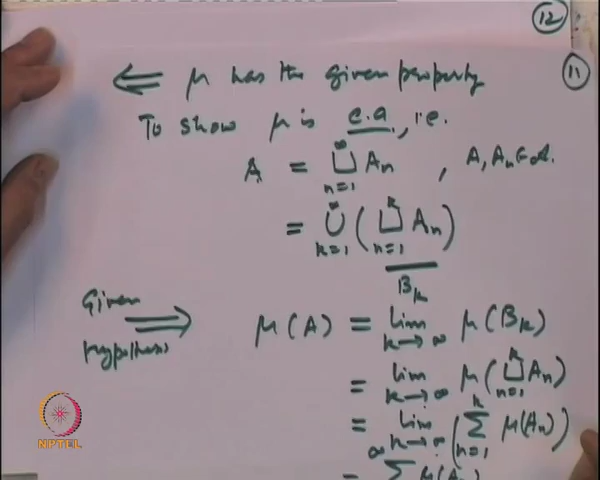 12
⇐ μ has the given property 11
To show μ is c.a, i.e.
A = ⊔_{n=1}^{∞} A_n , A, A_n ∈ 𝒜.
= ⋃_{k=1}^{∞} ( ⊔_{n=1}^{k} A_n )
B_k
Given hypothesis ⟹ μ(A) = lim_{k→∞} μ(B_k)
= lim_{k→∞} μ( ⊔_{n=1}^{k} A_n )
= lim_{k→∞} ( ∑_{n=1}^{k} μ(A_n) )
= ∑^{∞} μ(A_n)
NPTEL